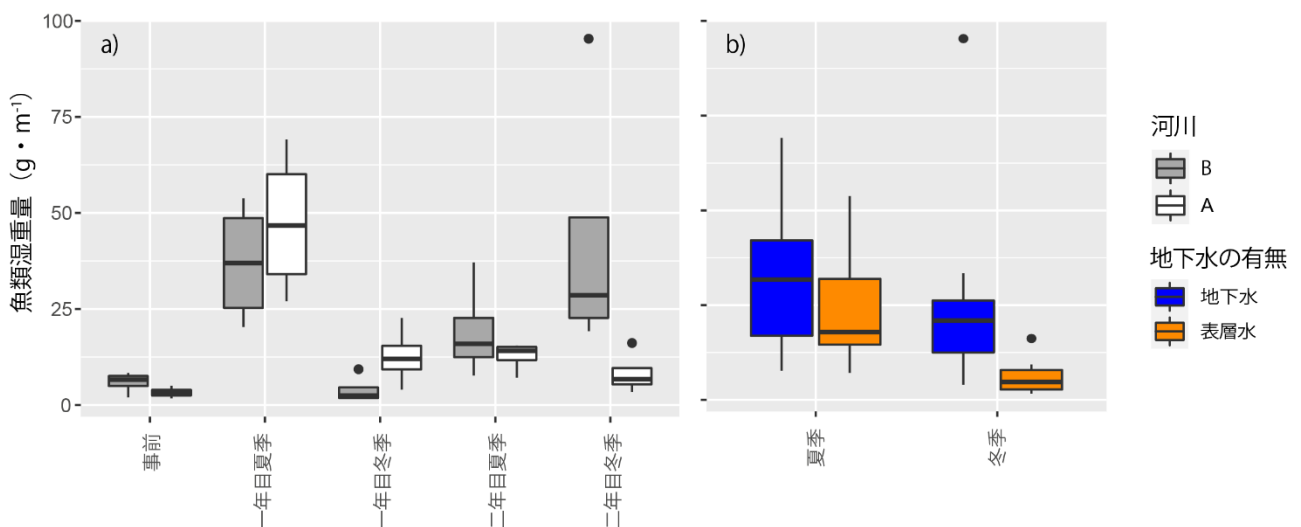 a)
b)
魚類湿重量（g・m⁻¹）
100
75
50
25
0
事前
一年目夏季
一年目冬季
二年目夏季
二年目冬季
夏季
冬季
河川
B
A
地下水の有無
地下水
表層水